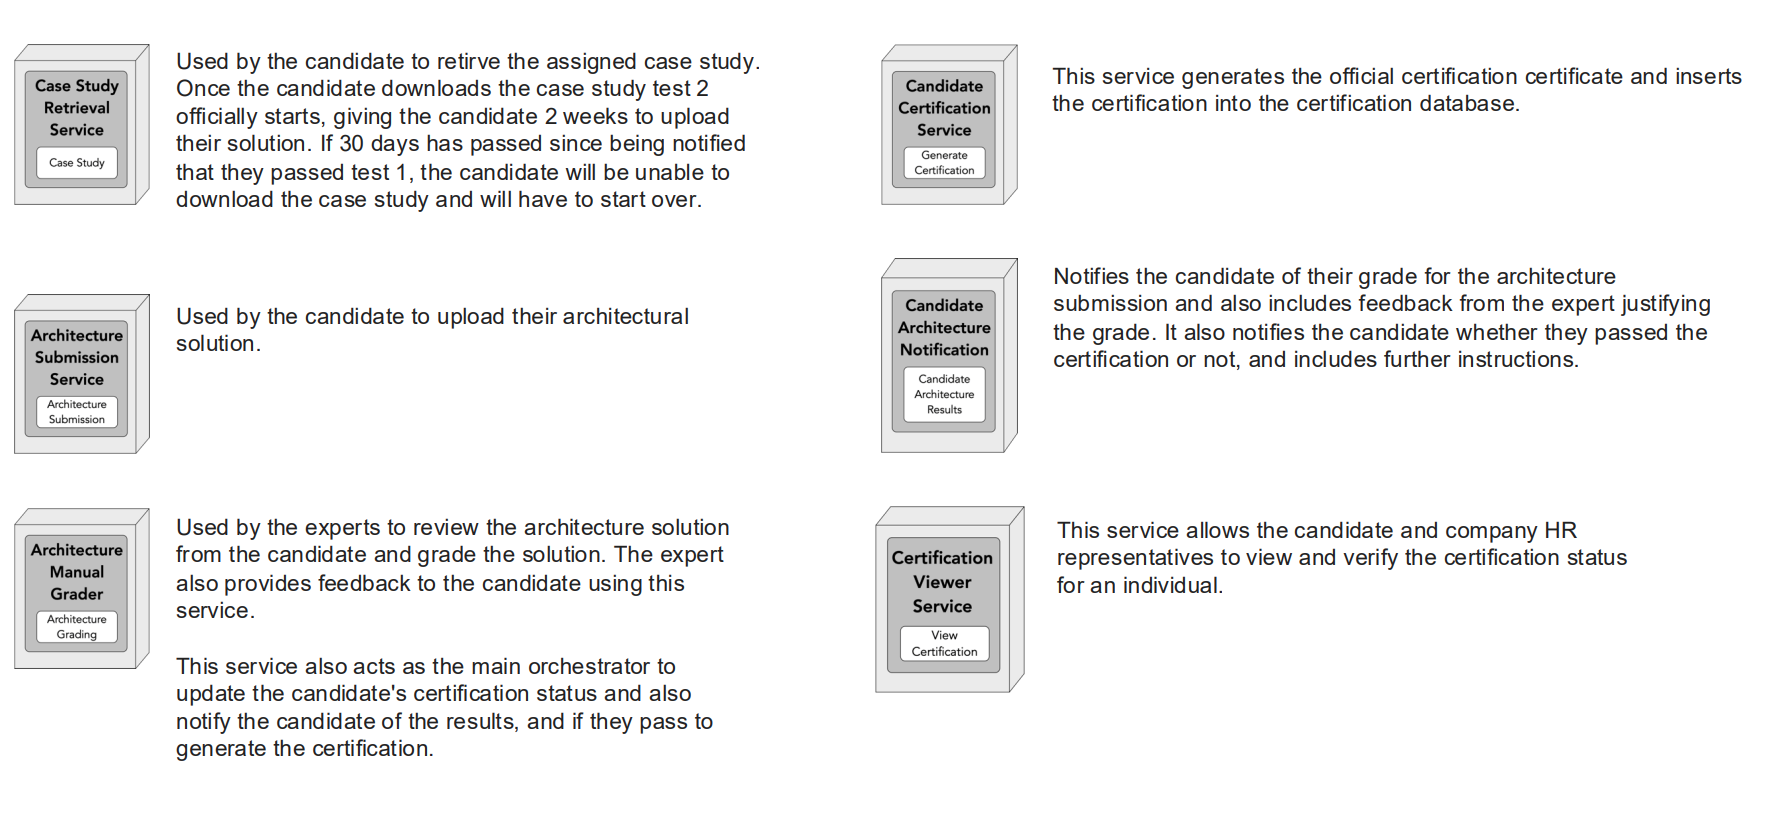 Case Study
Retrieval
Service
Case Study
Used by the candidate to retirve the assigned case study.
Once the candidate downloads the case study test 2
officially starts, giving the candidate 2 weeks to upload
their solution. If 30 days has passed since being notified
that they passed test 1, the candidate will be unable to
download the case study and will have to start over.
Architecture
Submission
Service
Architecture
Submission
Used by the candidate to upload their architectural
solution.
Architecture
Manual
Grader
Architecture
Grading
Used by the experts to review the architecture solution
from the candidate and grade the solution. The expert
also provides feedback to the candidate using this
service.
This service also acts as the main orchestrator to
update the candidate's certification status and also
notify the candidate of the results, and if they pass to
generate the certification.
Candidate
Certification
Service
Generate
Certification
This service generates the official certification certificate and inserts
the certification into the certification database.
Candidate
Architecture
Notification
Candidate
Architecture
Results
Notifies the candidate of their grade for the architecture
submission and also includes feedback from the expert justifying
the grade. It also notifies the candidate whether they passed the
certification or not, and includes further instructions.
Certification
Viewer
Service
View
Certification
This service allows the candidate and company HR
representatives to view and verify the certification status
for an individual.